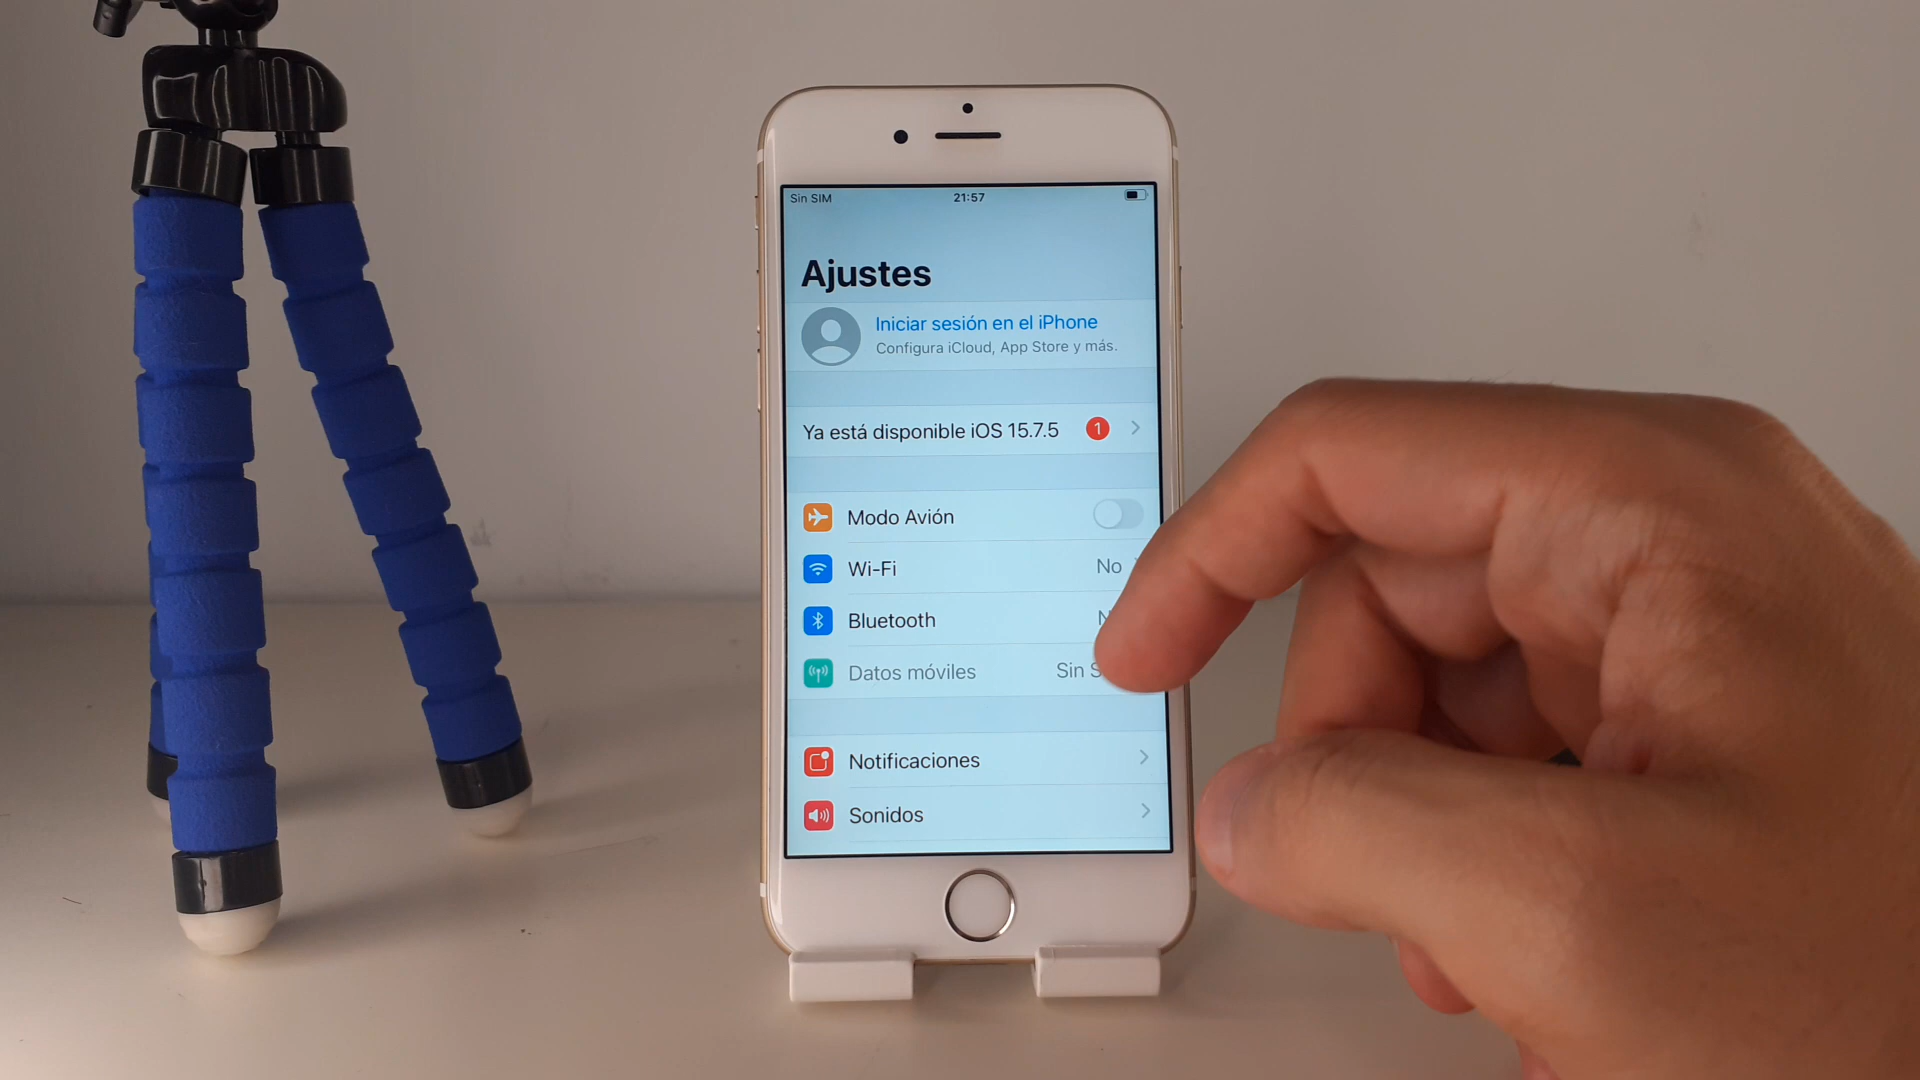 Sin SIM 21:57
Ajustes
Iniciar sesión en el iPhone
Configura iCloud, App Store y más.
Ya está disponible iOS 15.7.5 1
Modo Avión
Wi-Fi No
Bluetooth
Datos móviles Sin
Notificaciones
Sonidos